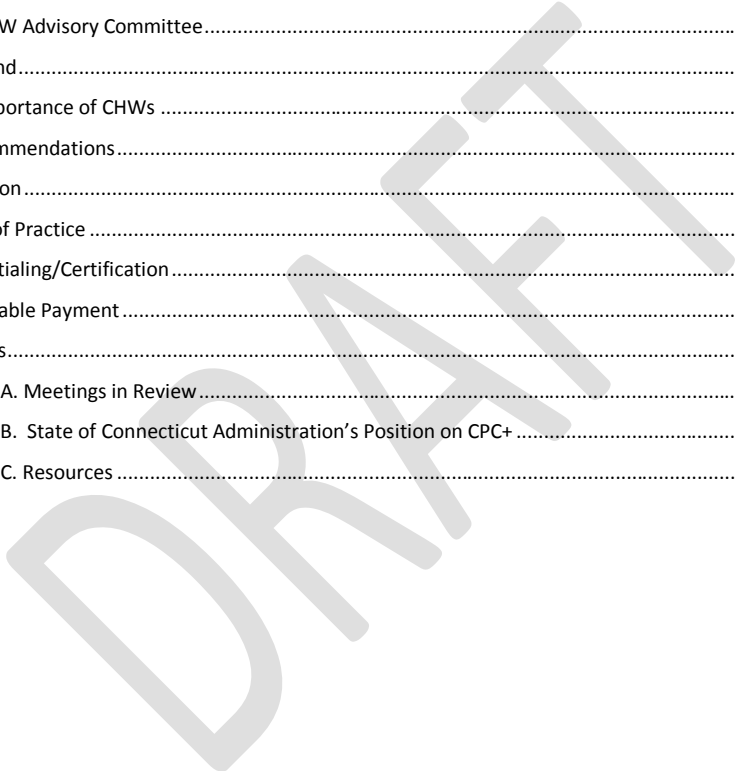 W Advisory Committee
nd
portance of CHWs
mmendations
on
of Practice
tialing/Certification
able Payment
s
A. Meetings in Review
B. State of Connecticut Administration's Position on CPC+
C. Resources
DRAFT